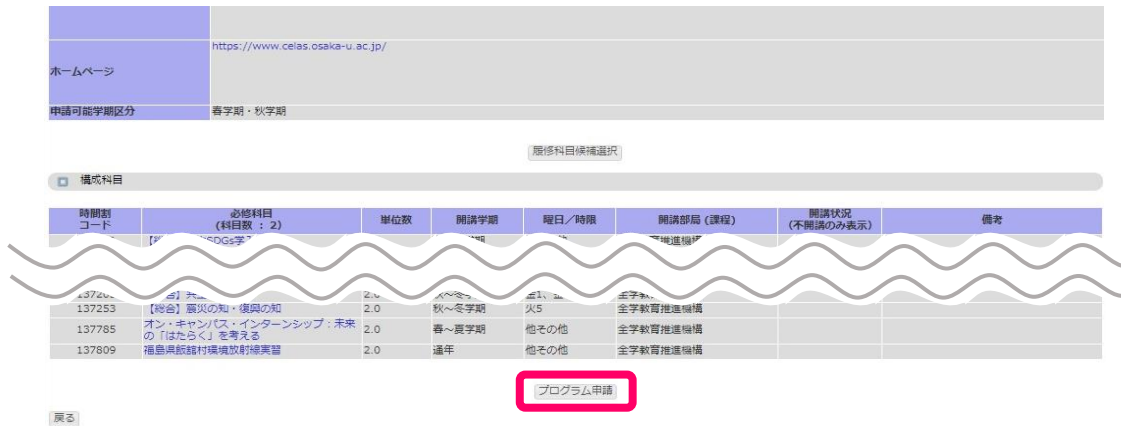 https://www.celas.osaka-u.ac.jp/
ホームページ
申請可能学期区分 春学期・秋学期
履修科目候補選択
構成科目
時間割コード 必修科目(科目数 : 2) 単位数 開講学期 曜日/時限 開講部局 (課程) 開講状況(不開講のみ表示) 備考
137253 【総合】震災の知・復興の知 2.0 秋~冬学期 火5 全学教育推進機構
137785 オン・キャンパス・インターンシップ:未来の「はたらく」を考える 2.0 春~夏学期 他その他 全学教育推進機構
137809 福島県飯舘村環境放射線実習 2.0 通年 他その他 全学教育推進機構
プログラム申請
戻る